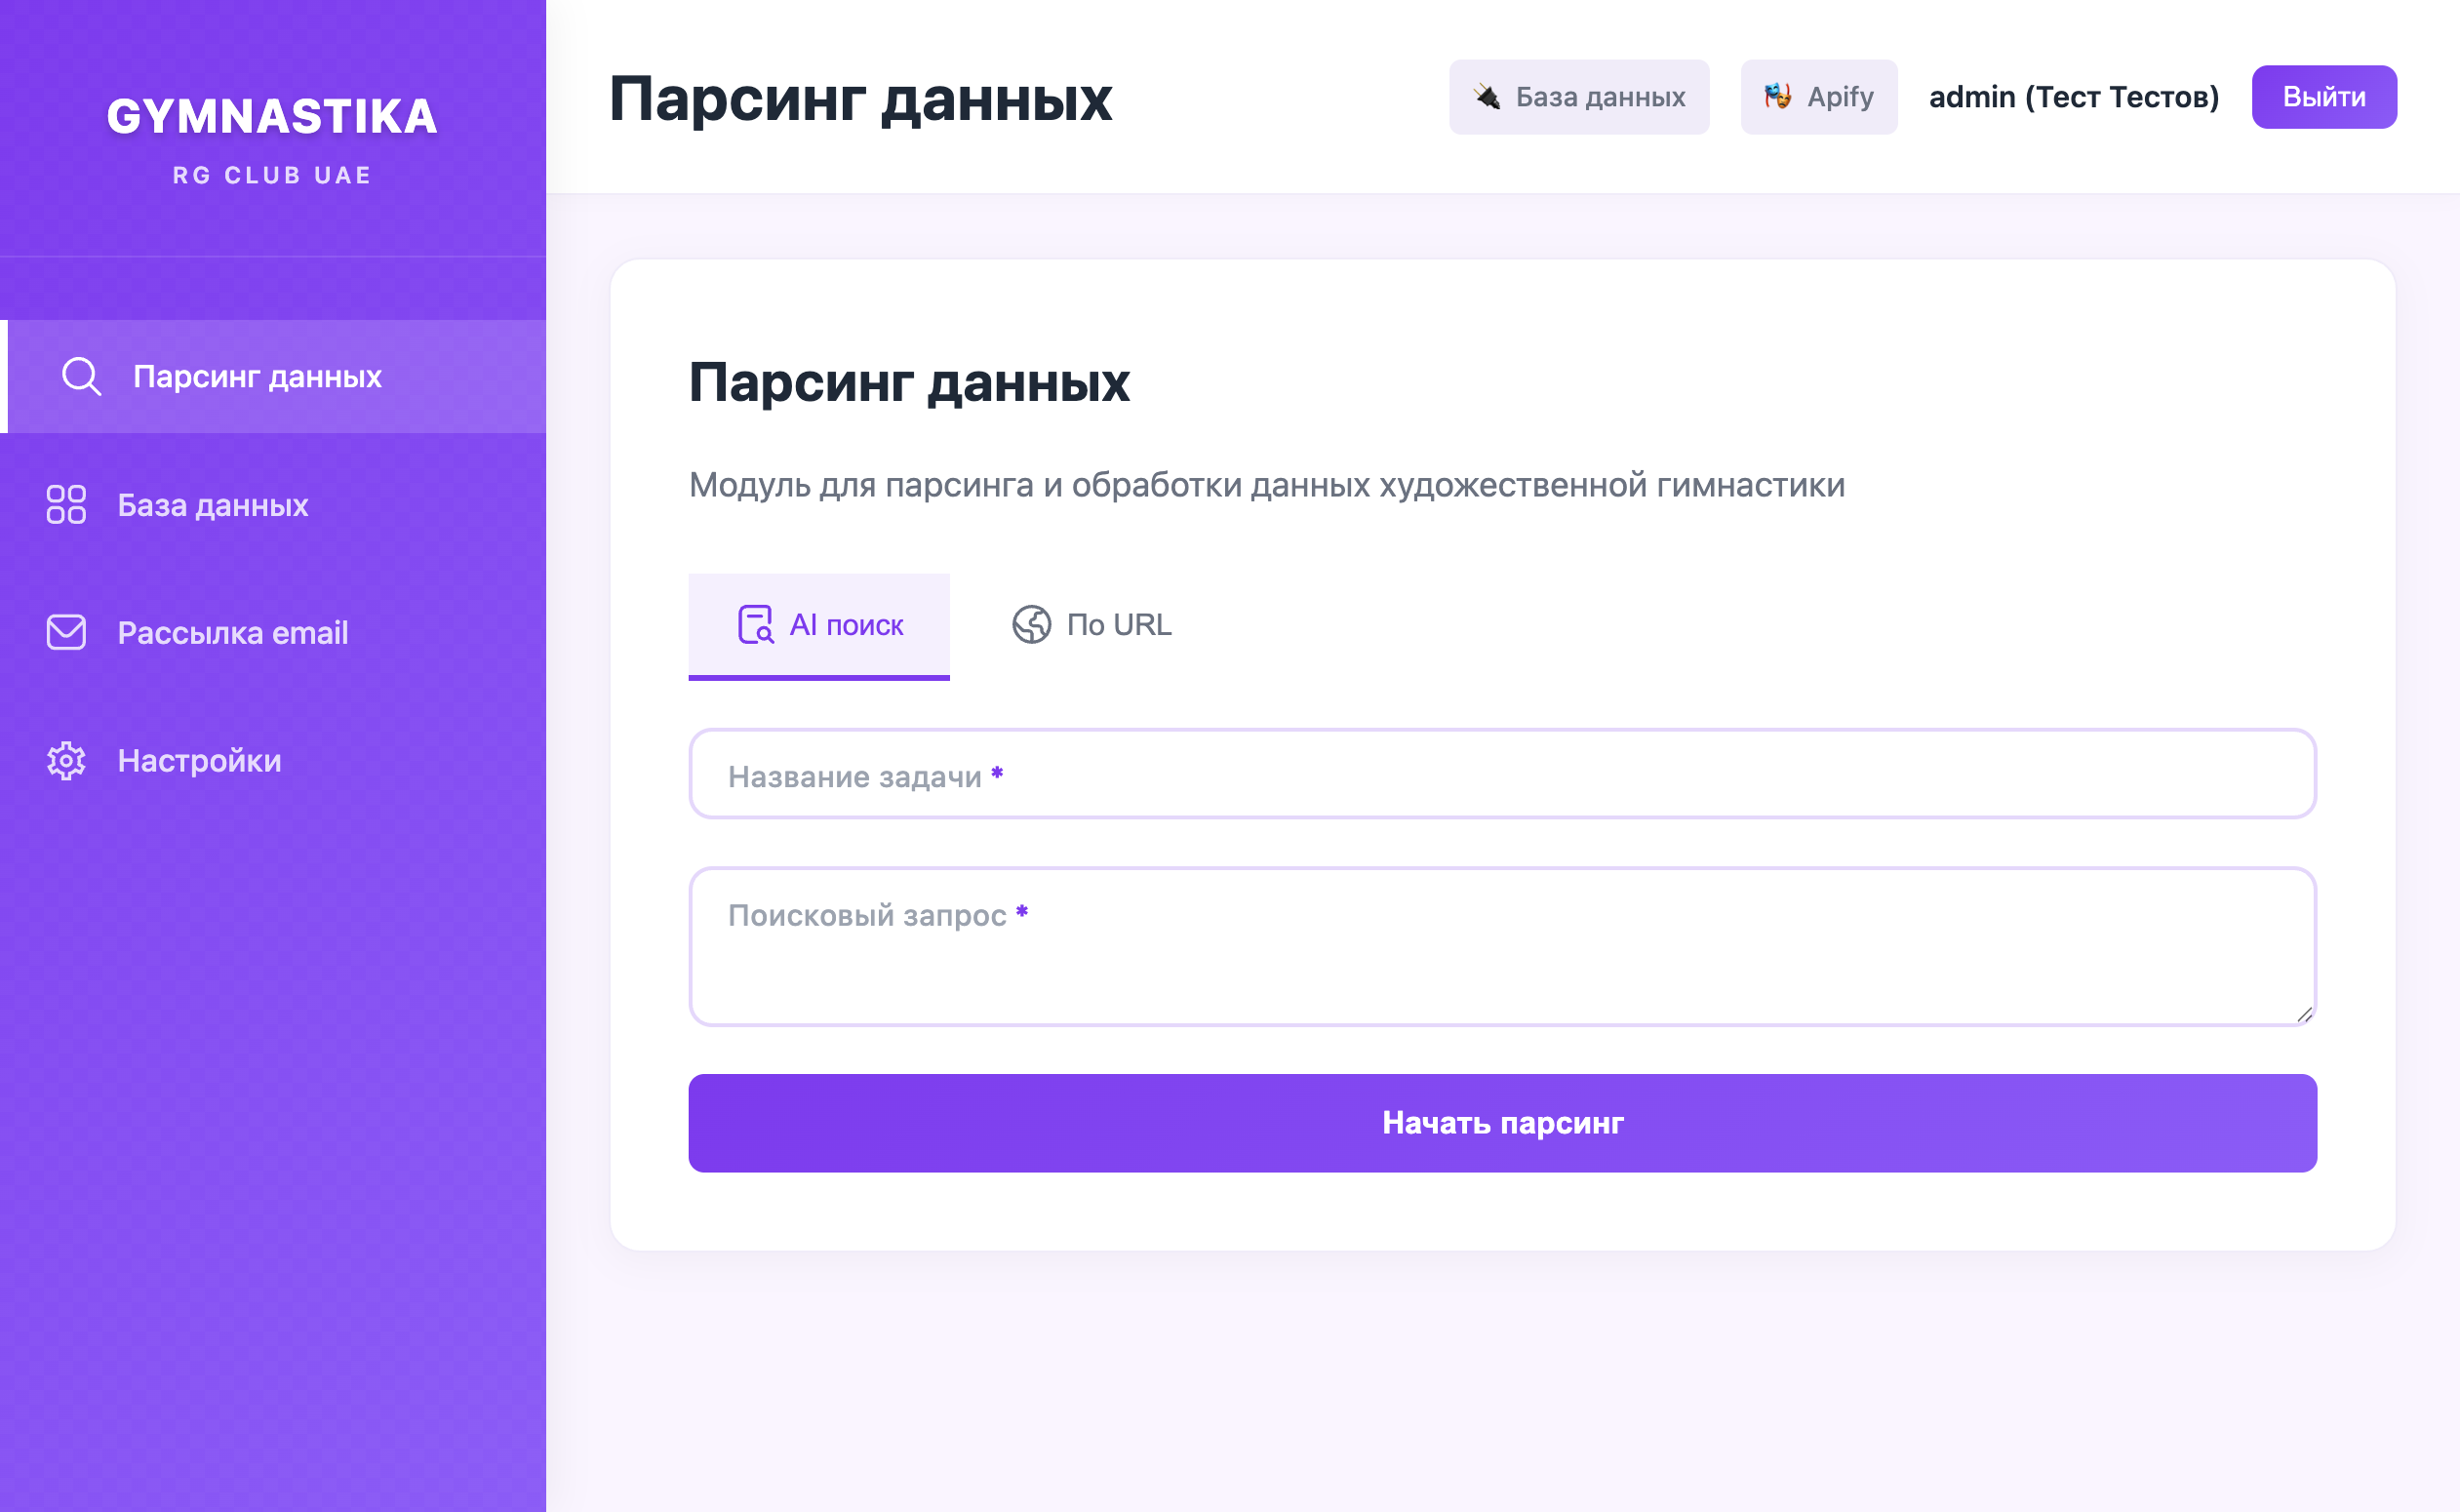 GYMNASTIKA
RG CLUB UAE
Парсинг данных
База данных
Рассылка email
Настройки
Парсинг данных
База данных
Apify
admin (Тест Тестов)
Выйти
Парсинг данных
Модуль для парсинга и обработки данных художественной гимнастики
AI поиск
По URL
Название задачи *
Поисковый запрос *
Начать парсинг